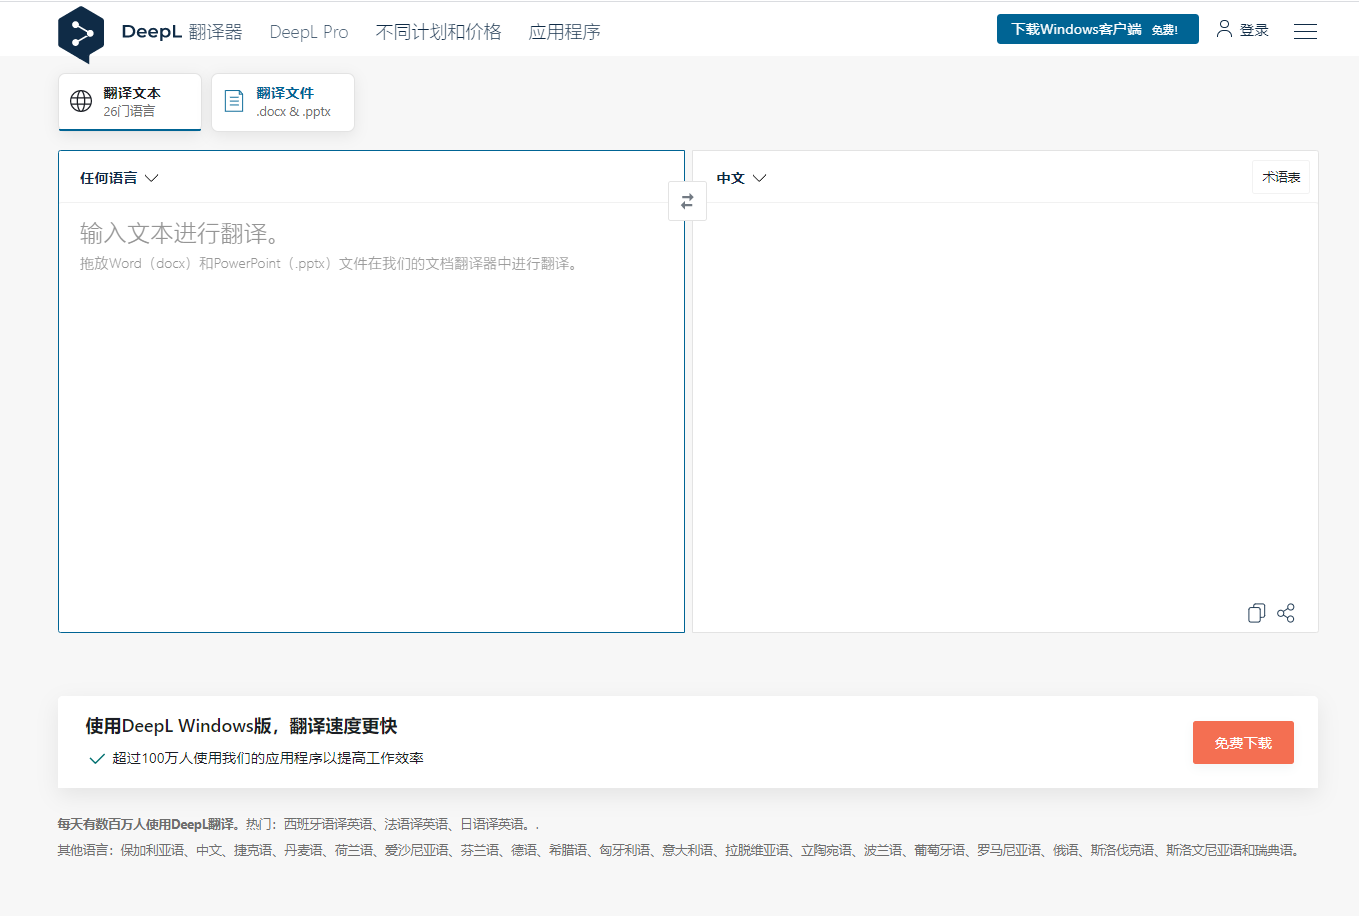 DeepL 翻译器 DeepL Pro 不同计划和价格 应用程序 下载Windows客户端 免费! 登录
翻译文本
26门语言
翻译文件
.docx & .pptx
任何语言
中文
术语表
输入文本进行翻译。
拖放Word（docx）和PowerPoint（.pptx）文件在我们的文档翻译器中进行翻译。
使用DeepL Windows版，翻译速度更快
超过100万人使用我们的应用程序以提高工作效率
免费下载
每天有数百万人使用DeepL翻译。热门：西班牙语译英语、法语译英语、日语译英语。.
其他语言：保加利亚语、中文、捷克语、丹麦语、荷兰语、爱沙尼亚语、芬兰语、德语、希腊语、匈牙利语、意大利语、拉脱维亚语、立陶宛语、波兰语、葡萄牙语、罗马尼亚语、俄语、斯洛伐克语、斯洛文尼亚语和瑞典语。